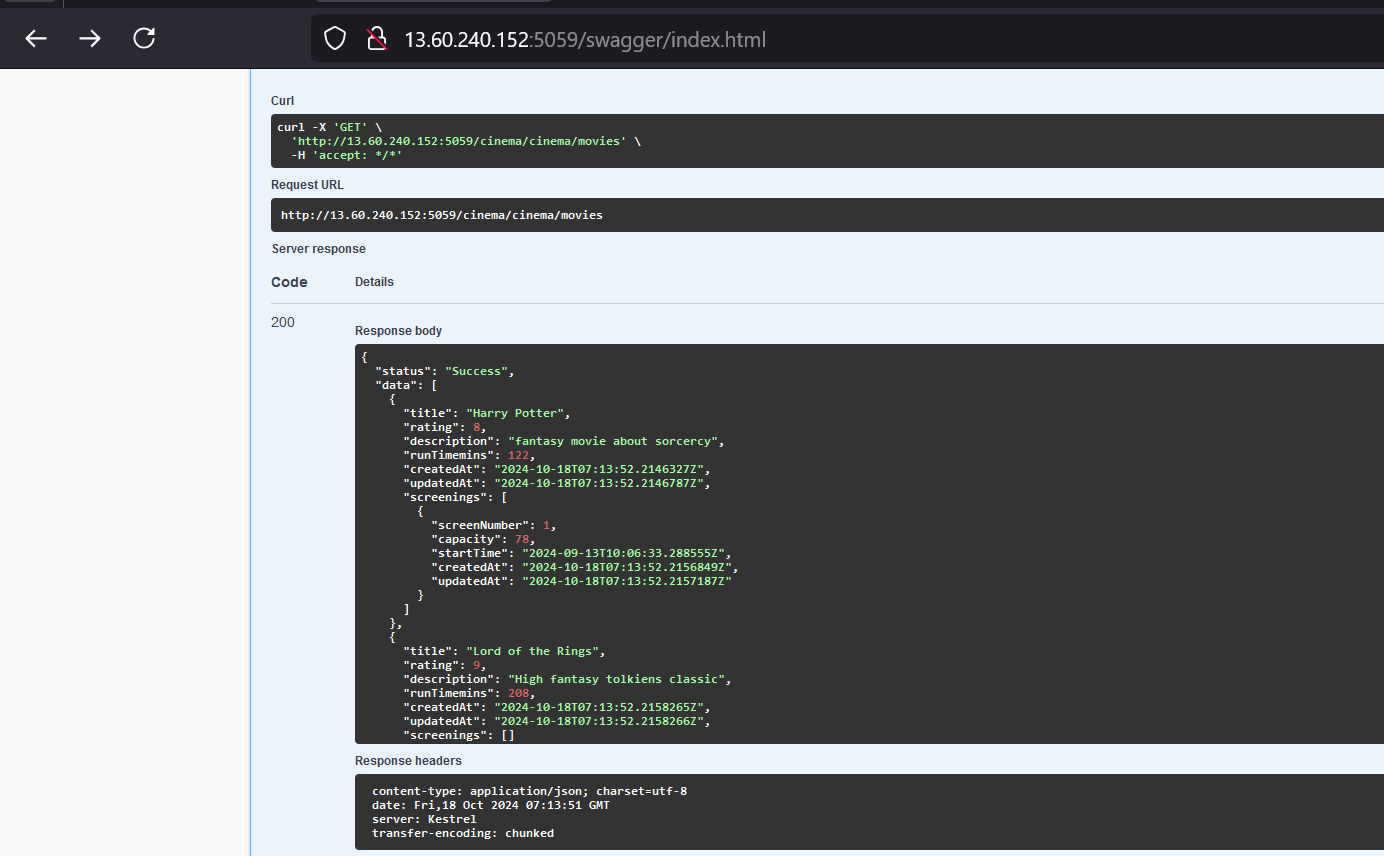 13.60.240.152:5059/swagger/index.html
Curl
curl -X 'GET' \
'http://13.60.240.152:5059/cinema/cinema/movies' \
-H 'accept: */*'
Request URL
http://13.60.240.152:5059/cinema/cinema/movies
Server response
Code Details
200
Response body
{
"status": "Success",
"data": [
{
"title": "Harry Potter",
"rating": 8,
"description": "fantasy movie about sorcercy",
"runTimemins": 122,
"createdAt": "2024-10-18T07:13:52.2146327Z",
"updatedAt": "2024-10-18T07:13:52.2146787Z",
"screenings": [
{
"screenNumber": 1,
"capacity": 78,
"startTime": "2024-09-13T10:06:33.288555Z",
"createdAt": "2024-10-18T07:13:52.2156849Z",
"updatedAt": "2024-10-18T07:13:52.2157187Z"
}
]
},
{
"title": "Lord of the Rings",
"rating": 9,
"description": "High fantasy tolkiens classic",
"runTimemins": 208,
"createdAt": "2024-10-18T07:13:52.2158265Z",
"updatedAt": "2024-10-18T07:13:52.2158266Z",
"screenings": []
Response headers
content-type: application/json; charset=utf-8
date: Fri,18 Oct 2024 07:13:51 GMT
server: Kestrel
transfer-encoding: chunked